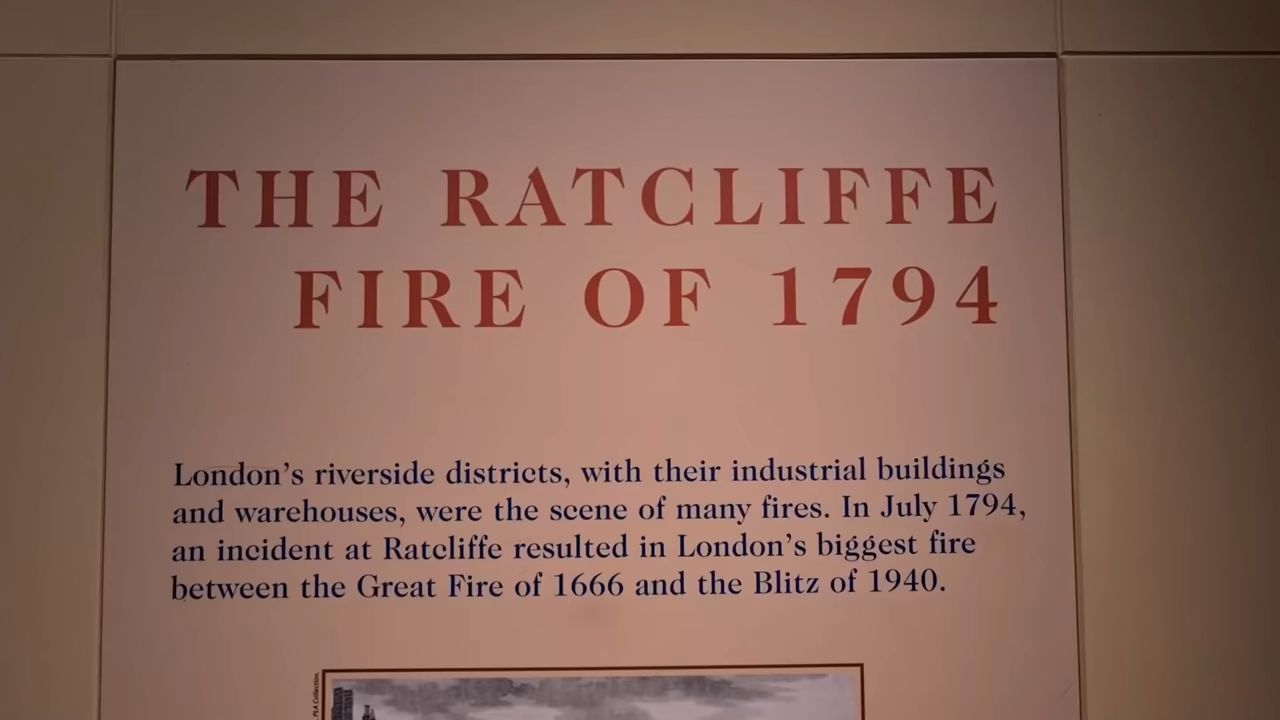 THE RATCLIFFE
FIRE OF 1794
London's riverside districts, with their industrial buildings
and warehouses, were the scene of many fires. In July 1794,
an incident at Ratcliffe resulted in London's biggest fire
between the Great Fire of 1666 and the Blitz of 1940.
PLA Collection.